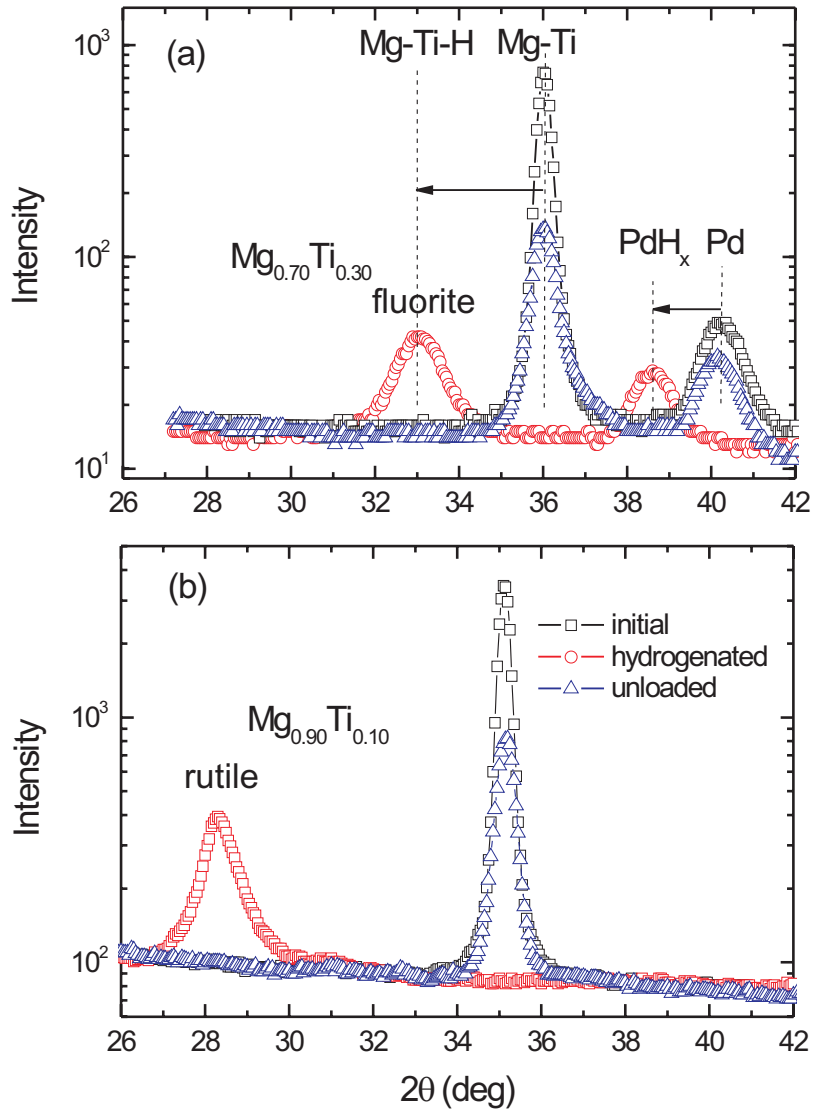 (a)
Mg-Ti-H Mg-Ti
PdHₓ Pd
Mg₀.₇₀Ti₀.₃₀
fluorite
Intensity
10³
10²
10¹
26 28 30 32 34 36 38 40 42
(b)
initial
hydrogenated
unloaded
Mg₀.₉₀Ti₀.₁₀
rutile
Intensity
10³
10²
26 28 30 32 34 36 38 40 42
2θ (deg)